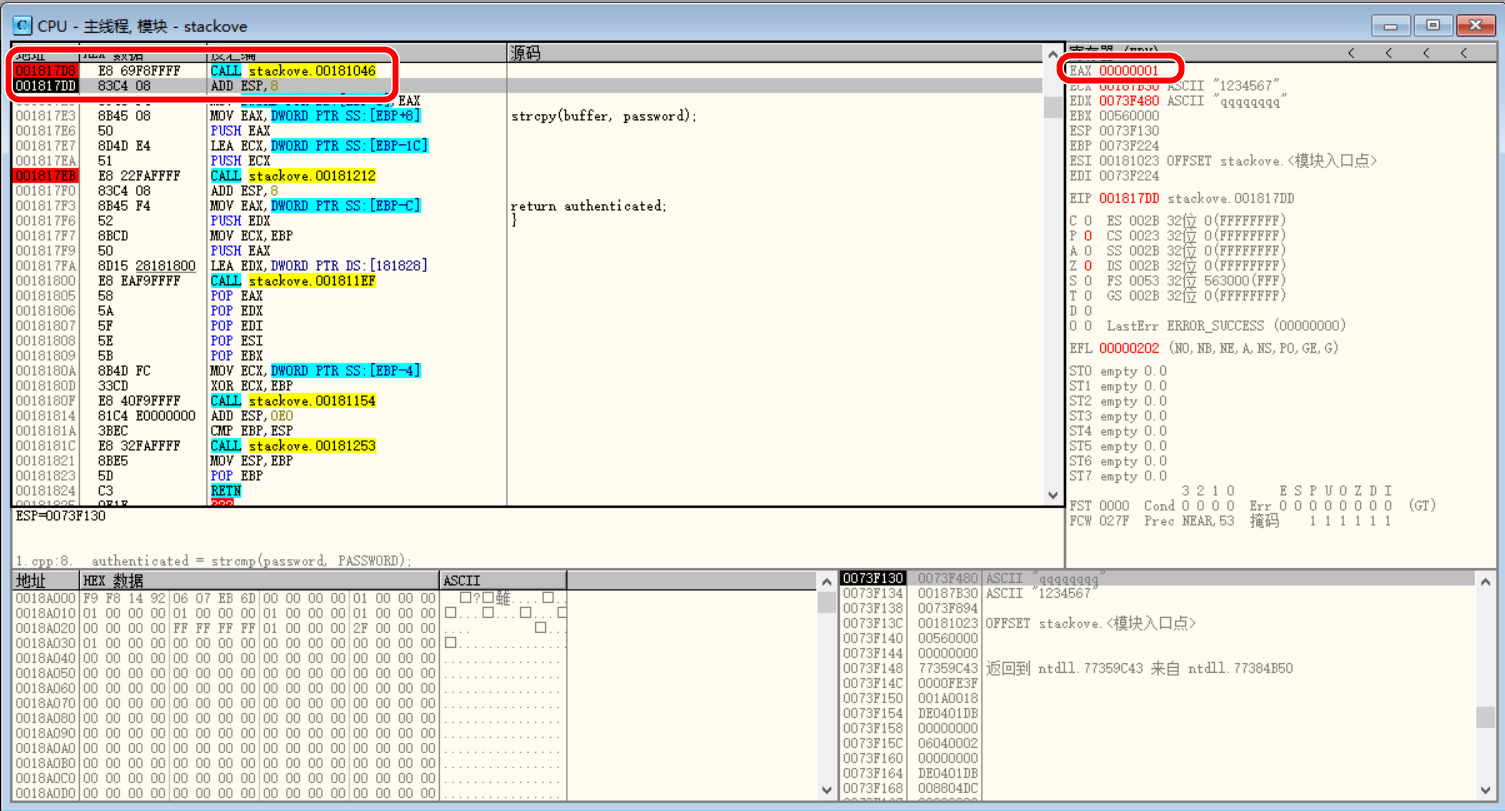 CPU - 主线程, 模块 - stackove
地址 HEX 数据 反汇编 源码
001817D8 E8 69F8FFFF CALL stackove.00181046
001817DD 83C4 08 ADD ESP,8
EAX
001817E3 8B45 08 MOV EAX,DWORD PTR SS:[EBP+8] strcpy(buffer, password);
001817E6 50 PUSH EAX
001817E7 8D4D E4 LEA ECX,DWORD PTR SS:[EBP-1C]
001817EA 51 PUSH ECX
001817EB E8 22FAFFFF CALL stackove.00181212
001817F0 83C4 08 ADD ESP,8
001817F3 8B45 F4 MOV EAX,DWORD PTR SS:[EBP-C] return authenticated;
001817F6 52 PUSH EDX }
001817F7 8BCD MOV ECX,EBP
001817F9 50 PUSH EAX
001817FA 8D15 28181800 LEA EDX,DWORD PTR DS:[181828]
00181800 E8 EAF9FFFF CALL stackove.001811EF
00181805 58 POP EAX
00181806 5A POP EDX
00181807 5F POP EDI
00181808 5E POP ESI
00181809 5B POP EBX
0018180A 8B4D FC MOV ECX,DWORD PTR SS:[EBP-4]
0018180D 33CD XOR ECX,EBP
0018180F E8 40F9FFFF CALL stackove.00181154
00181814 81C4 E0000000 ADD ESP,0E0
0018181A 3BEC CMP EBP,ESP
0018181C E8 32FAFFFF CALL stackove.00181253
00181821 8BE5 MOV ESP,EBP
00181823 5D POP EBP
00181824 C3 RETN
ESP=0073F130
1.cpp:8. authenticated = strcmp(password, PASSWORD);
< < < <
EAX 00000001
ECX 00187B30 ASCII "1234567"
EDX 0073F480 ASCII "qqqqqqqq"
EBX 00560000
ESP 0073F130
EBP 0073F224
ESI 00181023 OFFSET stackove.<模块入口点>
EDI 0073F224
EIP 001817DD stackove.001817DD
C 0 ES 002B 32位 0(FFFFFFFF)
P 0 CS 0023 32位 0(FFFFFFFF)
A 0 SS 002B 32位 0(FFFFFFFF)
Z 0 DS 002B 32位 0(FFFFFFFF)
S 0 FS 0053 32位 563000(FFF)
T 0 GS 002B 32位 0(FFFFFFFF)
D 0
O 0 LastErr ERROR_SUCCESS (00000000)
EFL 00000202 (NO,NB,NE,A,NS,PO,GE,G)
ST0 empty 0.0
ST1 empty 0.0
ST2 empty 0.0
ST3 empty 0.0
ST4 empty 0.0
ST5 empty 0.0
ST6 empty 0.0
ST7 empty 0.0
3 2 1 0 E S P U O Z D I
FST 0000 Cond 0 0 0 0 Err 0 0 0 0 0 0 0 0 (GT)
FCW 027F Prec NEAR,53 掩码 1 1 1 1 1 1
地址 HEX 数据 ASCII
0018A000 F9 F8 14 92 06 07 EB 6D 00 00 00 00 01 00 00 00
0018A010 01 00 00 00 01 00 00 00 01 00 00 00 01 00 00 00
0018A020 00 00 00 00 FF FF FF FF 01 00 00 00 2F 00 00 00
0018A030 01 00 00 00 00 00 00 00 00 00 00 00 00 00 00 00
0018A040 00 00 00 00 00 00 00 00 00 00 00 00 00 00 00 00 ................
0018A050 00 00 00 00 00 00 00 00 00 00 00 00 00 00 00 00 ................
0018A060 00 00 00 00 00 00 00 00 00 00 00 00 00 00 00 00 ................
0018A070 00 00 00 00 00 00 00 00 00 00 00 00 00 00 00 00 ................
0018A080 00 00 00 00 00 00 00 00 00 00 00 00 00 00 00 00 ................
0018A090 00 00 00 00 00 00 00 00 00 00 00 00 00 00 00 00 ................
0018A0A0 00 00 00 00 00 00 00 00 00 00 00 00 00 00 00 00 ................
0018A0B0 00 00 00 00 00 00 00 00 00 00 00 00 00 00 00 00 ................
0018A0C0 00 00 00 00 00 00 00 00 00 00 00 00 00 00 00 00 ................
0018A0D0 00 00 00 00 00 00 00 00 00 00 00 00 00 00 00 00 ................
0073F130 0073F480 ASCII "qqqqqqqq"
0073F134 00187B30 ASCII "1234567"
0073F138 0073F894
0073F13C 00181023 OFFSET stackove.<模块入口点>
0073F140 00560000
0073F144 00000000
0073F148 77359C43 返回到 ntdll.77359C43 来自 ntdll.77384B50
0073F14C 0000FE3F
0073F150 001A0018
0073F154 DE0401DB
0073F158 00000000
0073F15C 06040002
0073F160 00000000
0073F164 DE0401DB
0073F168 008804DC